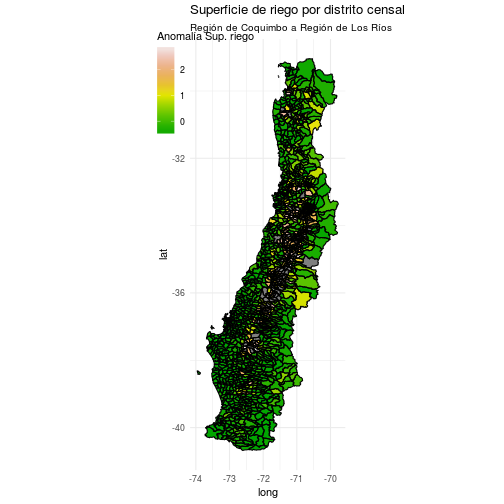 Superficie de riego por distrito censal
Región de Coquimbo a Región de Los Ríos
Anomalía Sup. riego
2
1
0
-32
-36
-40
lat
-74
-73
-72
-71
-70
long